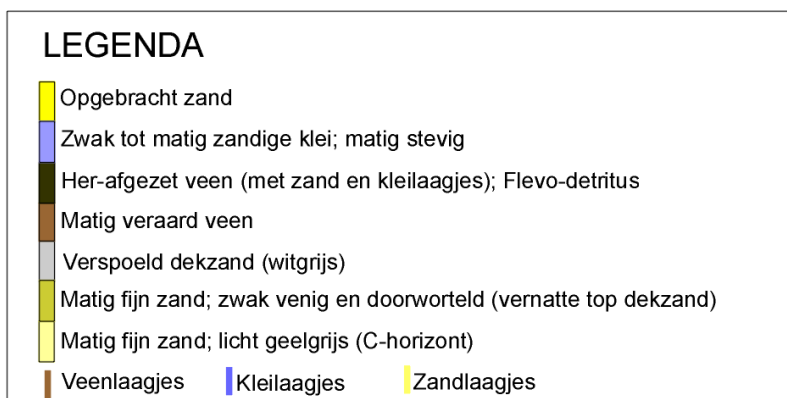 LEGENDA
Opgebracht zand
Zwak tot matig zandige klei; matig stevig
Her-afgezet veen (met zand en kleilaagjes); Flevo-detritus
Matig veraard veen
Verspoeld dekzand (witgrijs)
Matig fijn zand; zwak venig en doorworteld (vernatte top dekzand)
Matig fijn zand; licht geelgrijs (C-horizont)
Veenlaagjes Kleilaagjes Zandlaagjes